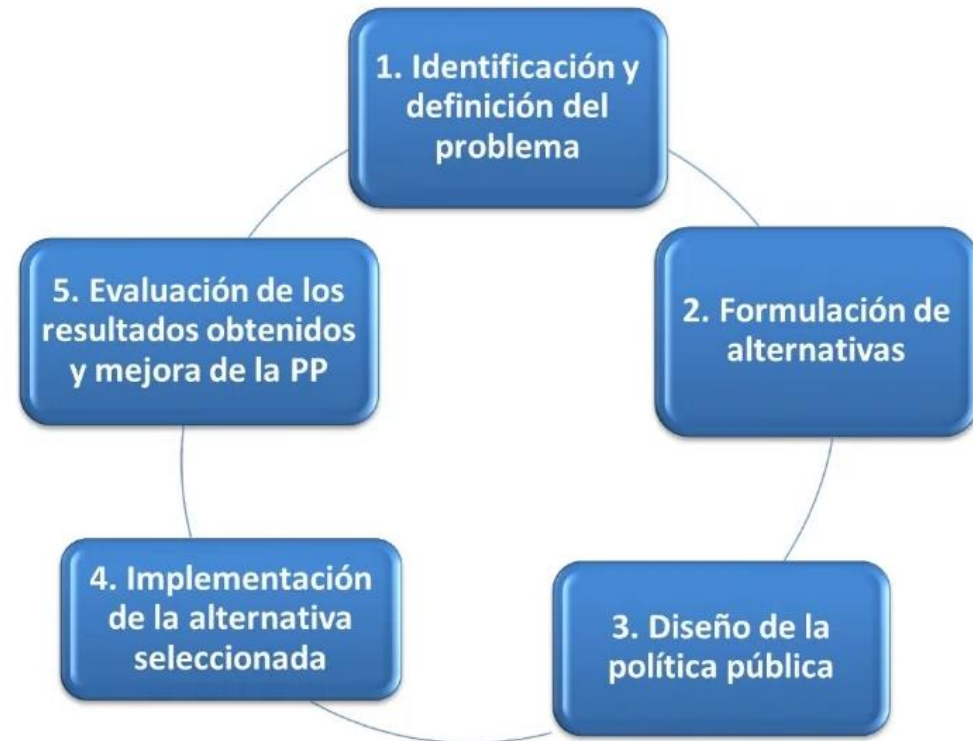 1. Identificación y
definición del
problema
2. Formulación de
alternativas
3. Diseño de la
política pública
4. Implementación
de la alternativa
seleccionada
5. Evaluación de los
resultados obtenidos
y mejora de la PP